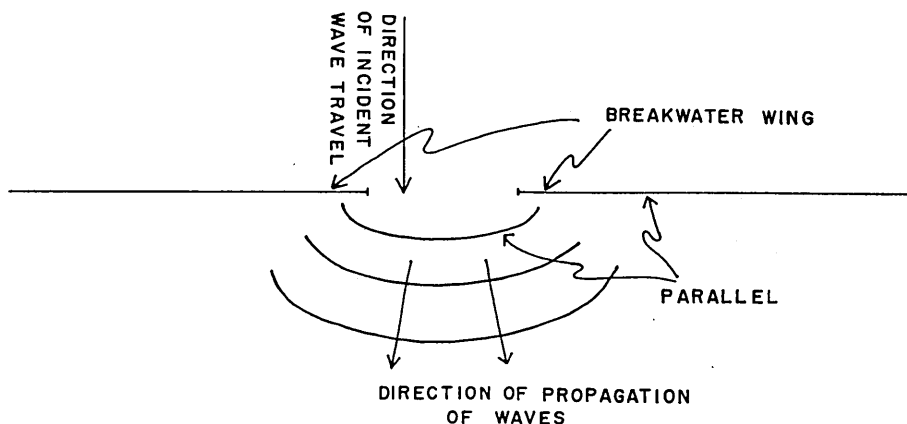 DIRECTION
OF INCIDENT
WAVE TRAVEL
BREAKWATER WING
PARALLEL
DIRECTION OF PROPAGATION
OF WAVES